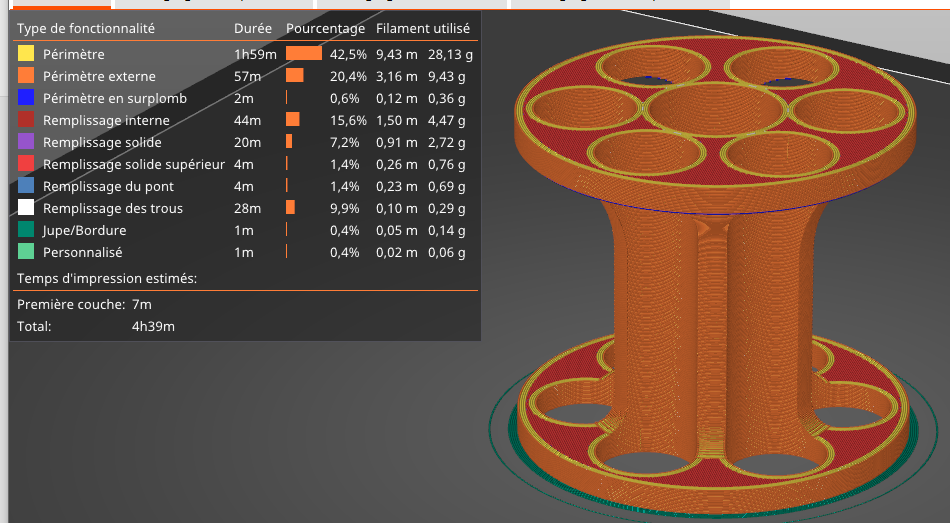 Type de fonctionnalité Durée Pourcentage Filament utilisé
Périmètre 1h59m 42,5% 9,43 m 28,13 g
Périmètre externe 57m 20,4% 3,16 m 9,43 g
Périmètre en surplomb 2m 0,6% 0,12 m 0,36 g
Remplissage interne 44m 15,6% 1,50 m 4,47 g
Remplissage solide 20m 7,2% 0,91 m 2,72 g
Remplissage solide supérieur 4m 1,4% 0,26 m 0,76 g
Remplissage du pont 4m 1,4% 0,23 m 0,69 g
Remplissage des trous 28m 9,9% 0,10 m 0,29 g
Jupe/Bordure 1m 0,4% 0,05 m 0,14 g
Personnalisé 1m 0,4% 0,02 m 0,06 g
Temps d'impression estimés:
Première couche: 7m
Total: 4h39m